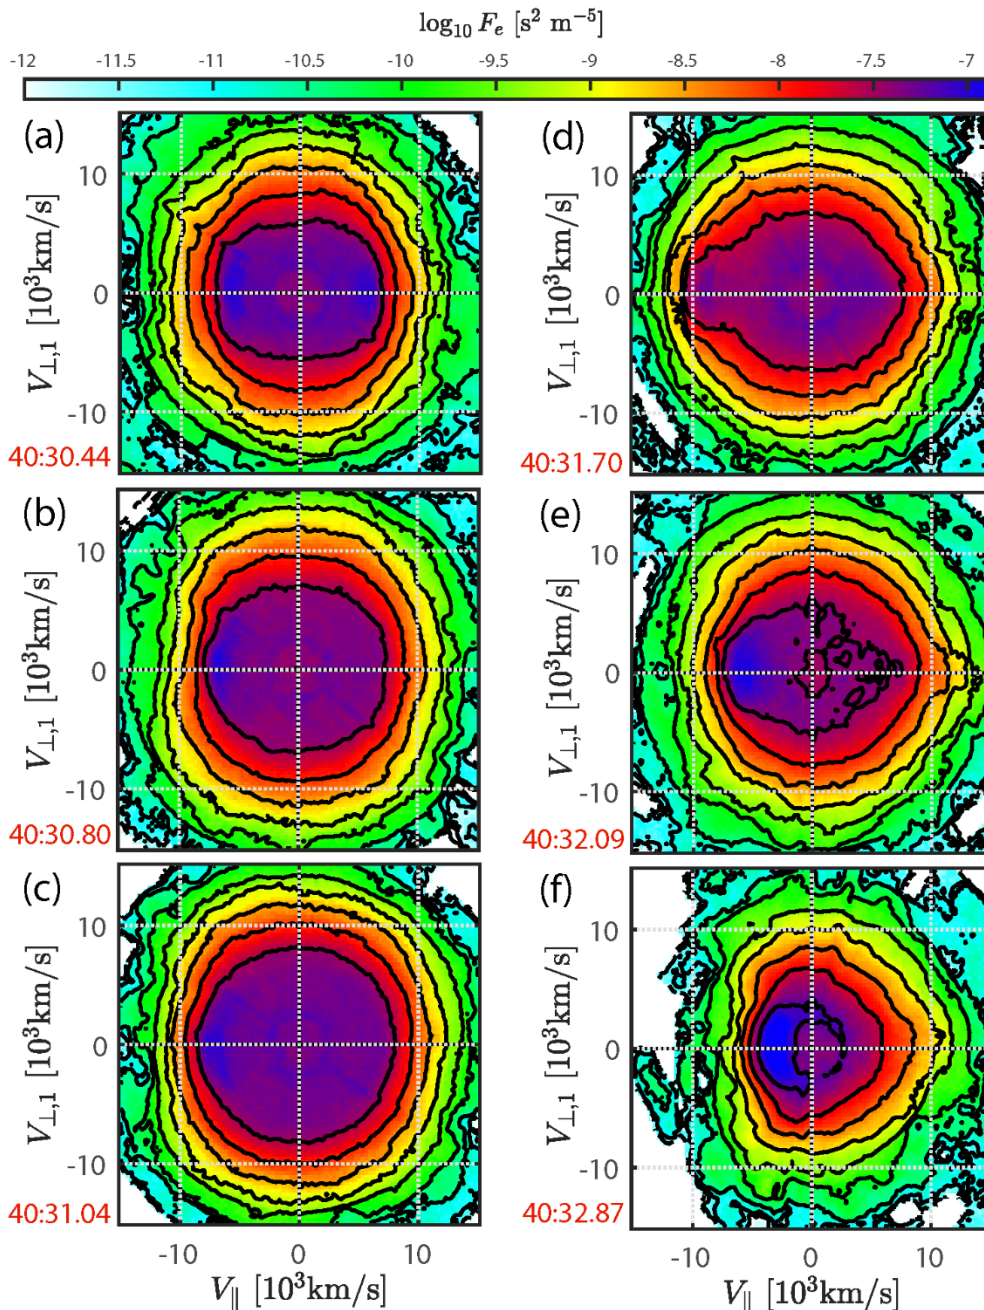 log₁₀ Fₑ [s² m⁻⁵]
-12 -11.5 -11 -10.5 -10 -9.5 -9 -8.5 -8 -7.5 -7
(a)
10
0
-10
V⊥,1 [10³km/s]
40:30.44
(b)
10
0
-10
V⊥,1 [10³km/s]
40:30.80
(c)
10
0
-10
V⊥,1 [10³km/s]
40:31.04
-10 0 10
V∥ [10³km/s]
(d)
10
0
-10
V⊥,1 [10³km/s]
40:31.70
(e)
10
0
-10
V⊥,1 [10³km/s]
40:32.09
(f)
10
0
-10
V⊥,1 [10³km/s]
40:32.87
-10 0 10
V∥ [10³km/s]